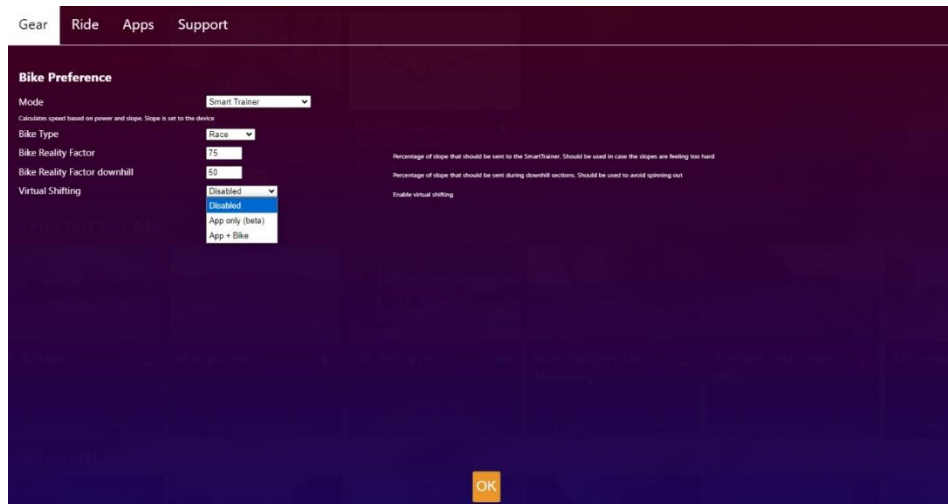 Gear Ride Apps Support
Bike Preference
Mode Smart Trainer
Calculates speed based on power and slope. Slope is set to the device
Bike Type Race
Bike Reality Factor 75 Percentage of slope that should be sent to the SmartTrainer. Should be used in case the slopes are feeling too hard
Bike Reality Factor downhill 50 Percentage of slope that should be sent during downhill sections. Should be used to avoid spinning out
Virtual Shifting Disabled Enable virtual shifting
Disabled
App only (beta)
App + Bike
Selected For Me
OK